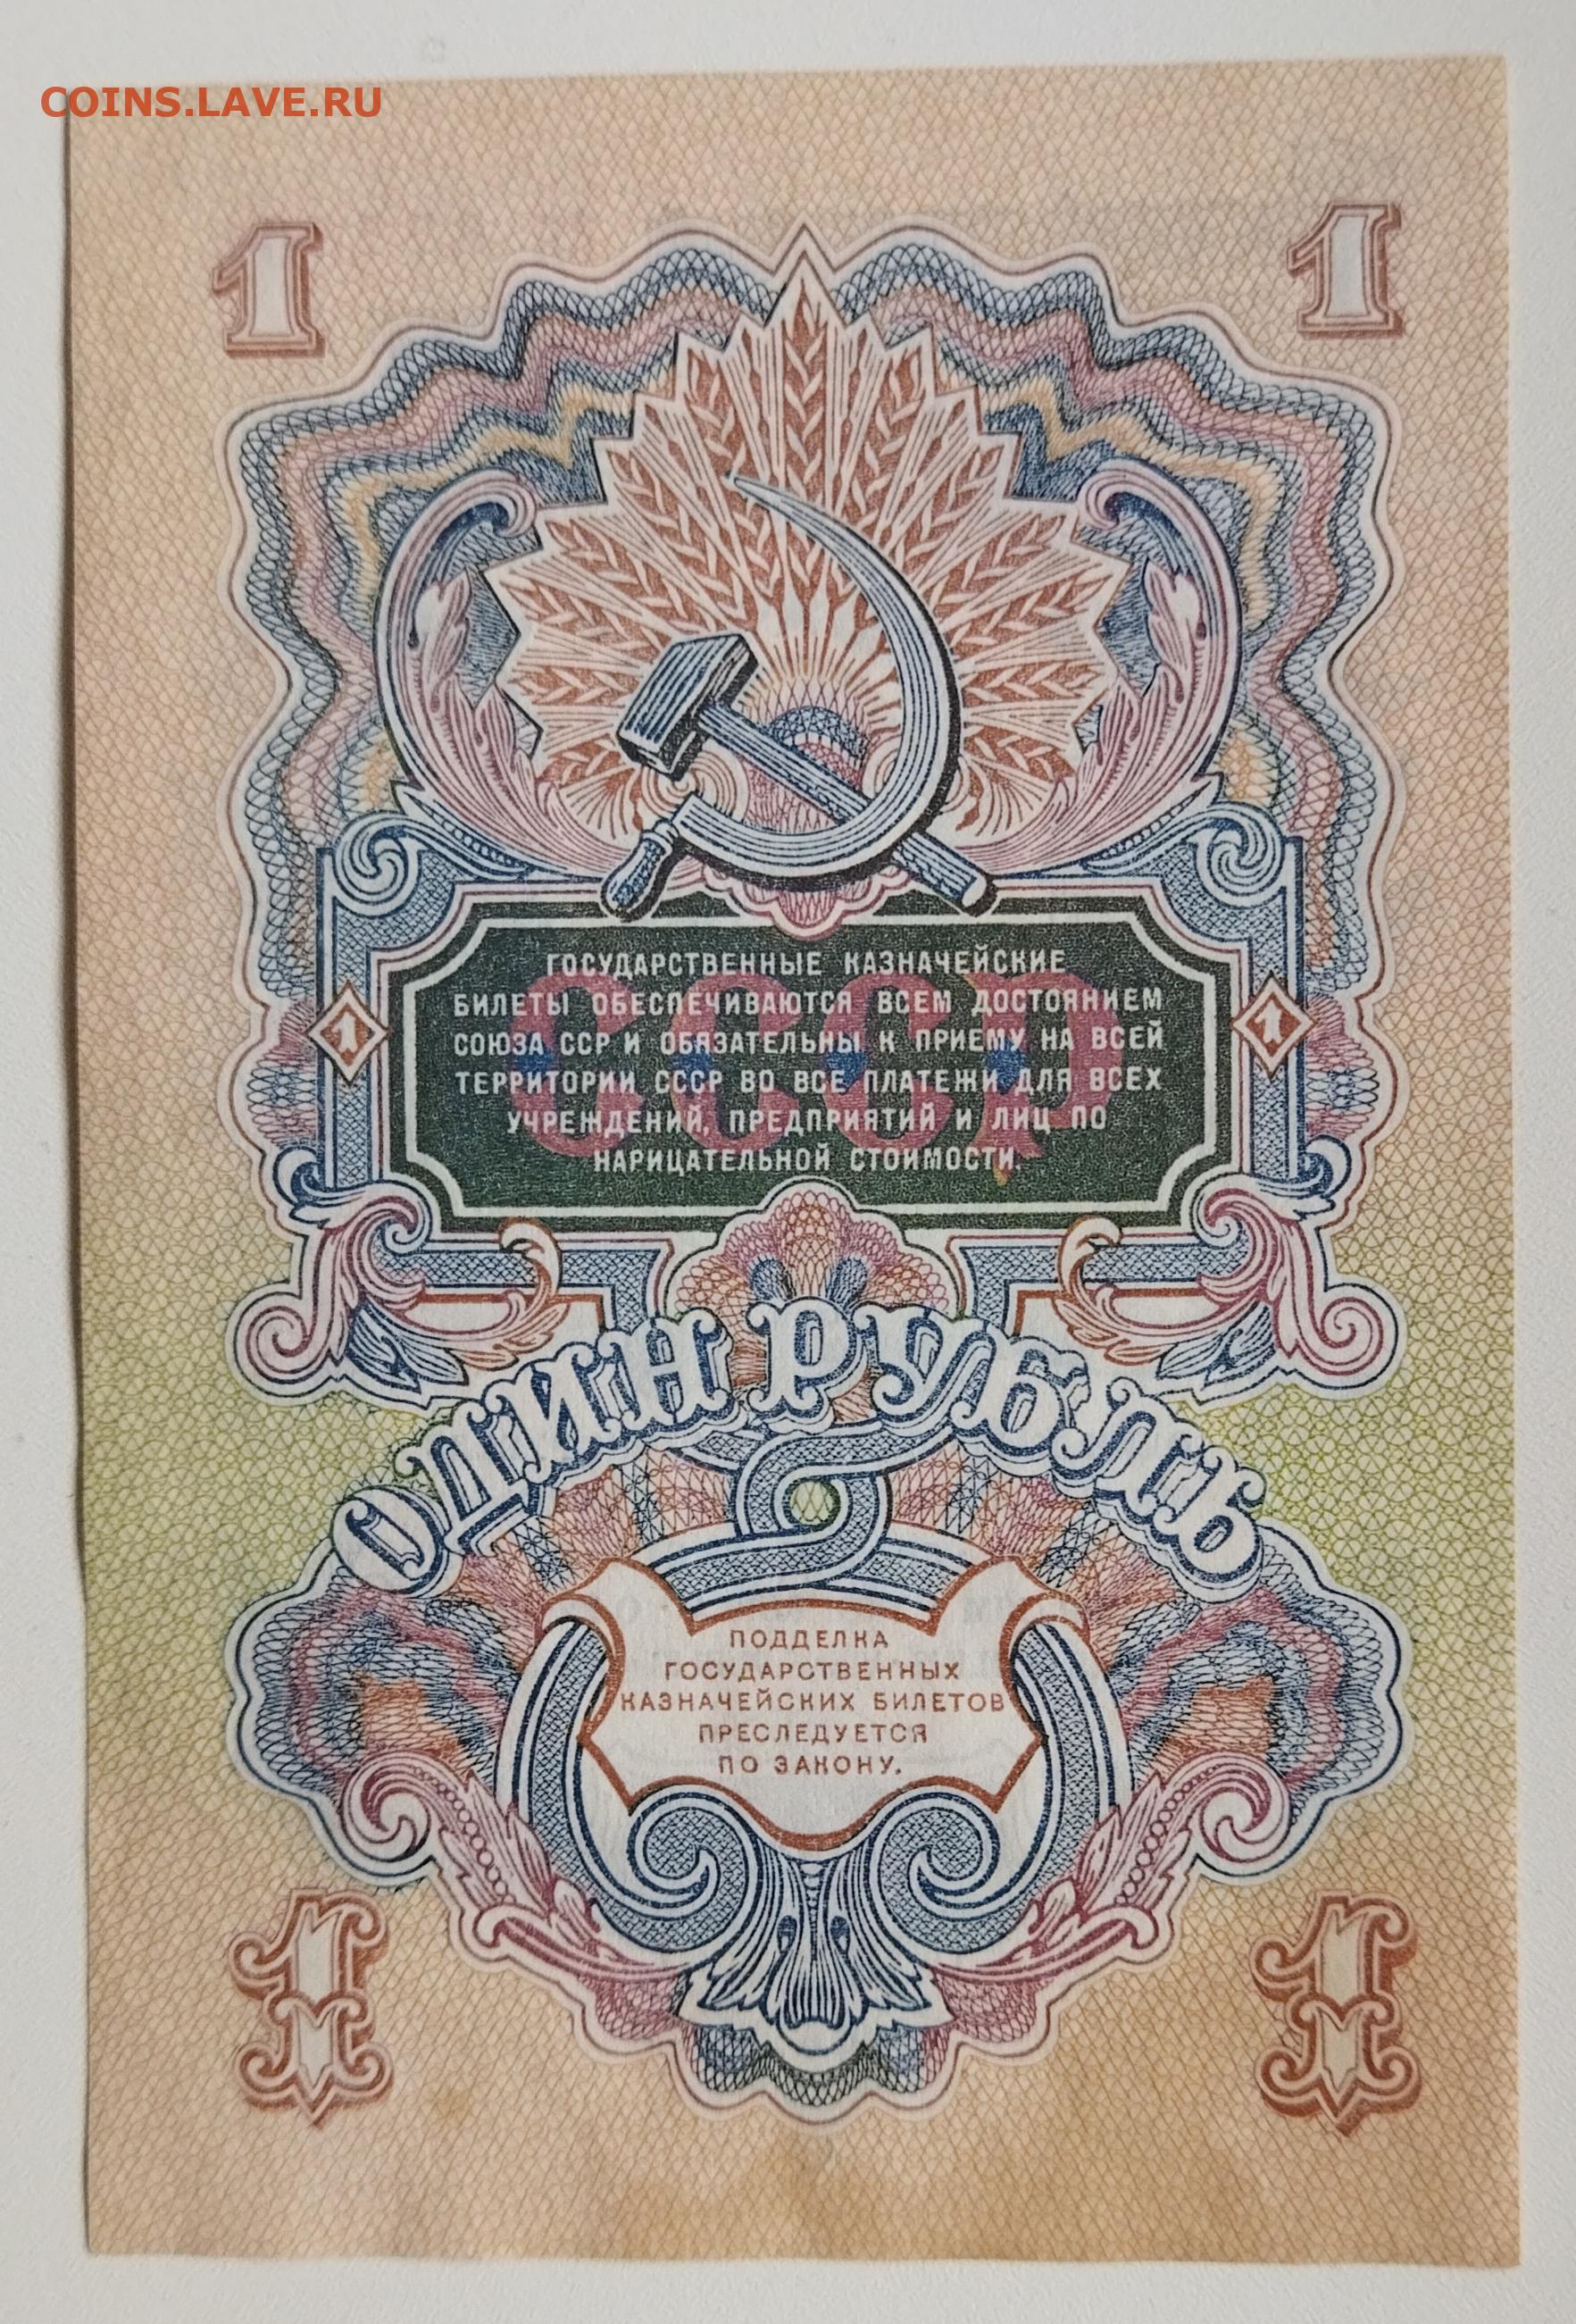 COINS.LAVE.RU
1 1
ГОСУДАРСТВЕННЫЕ КАЗНАЧЕЙСКИЕ
БИЛЕТЫ ОБЕСПЕЧИВАЮТСЯ ВСЕМ ДОСТОЯНИЕМ
СОЮЗА ССР И ОБЯЗАТЕЛЬНЫ К ПРИЕМУ НА ВСЕЙ
1 1
ТЕРРИТОРИИ СССР ВО ВСЕ ПЛАТЕЖИ ДЛЯ ВСЕХ
УЧРЕЖДЕНИЙ, ПРЕДПРИЯТИЙ И ЛИЦ ПО
НАРИЦАТЕЛЬНОЙ СТОИМОСТИ.
СССР
ОДИН РУБЛЬ
ПОДДЕЛКА
ГОСУДАРСТВЕННЫХ
КАЗНАЧЕЙСКИХ БИЛЕТОВ
ПРЕСЛЕДУЕТСЯ
ПО ЗАКОНУ.
1 1